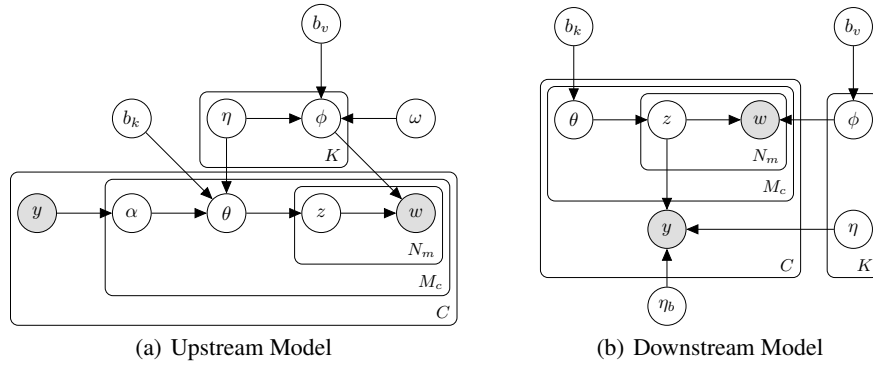 b_v
b_k
b_v
b_k
η
ϕ
ω
θ
z
w
ϕ
K
N_m
M_c
y
α
θ
z
w
y
η
N_m
M_c
C
C
K
η_b
(a) Upstream Model
(b) Downstream Model